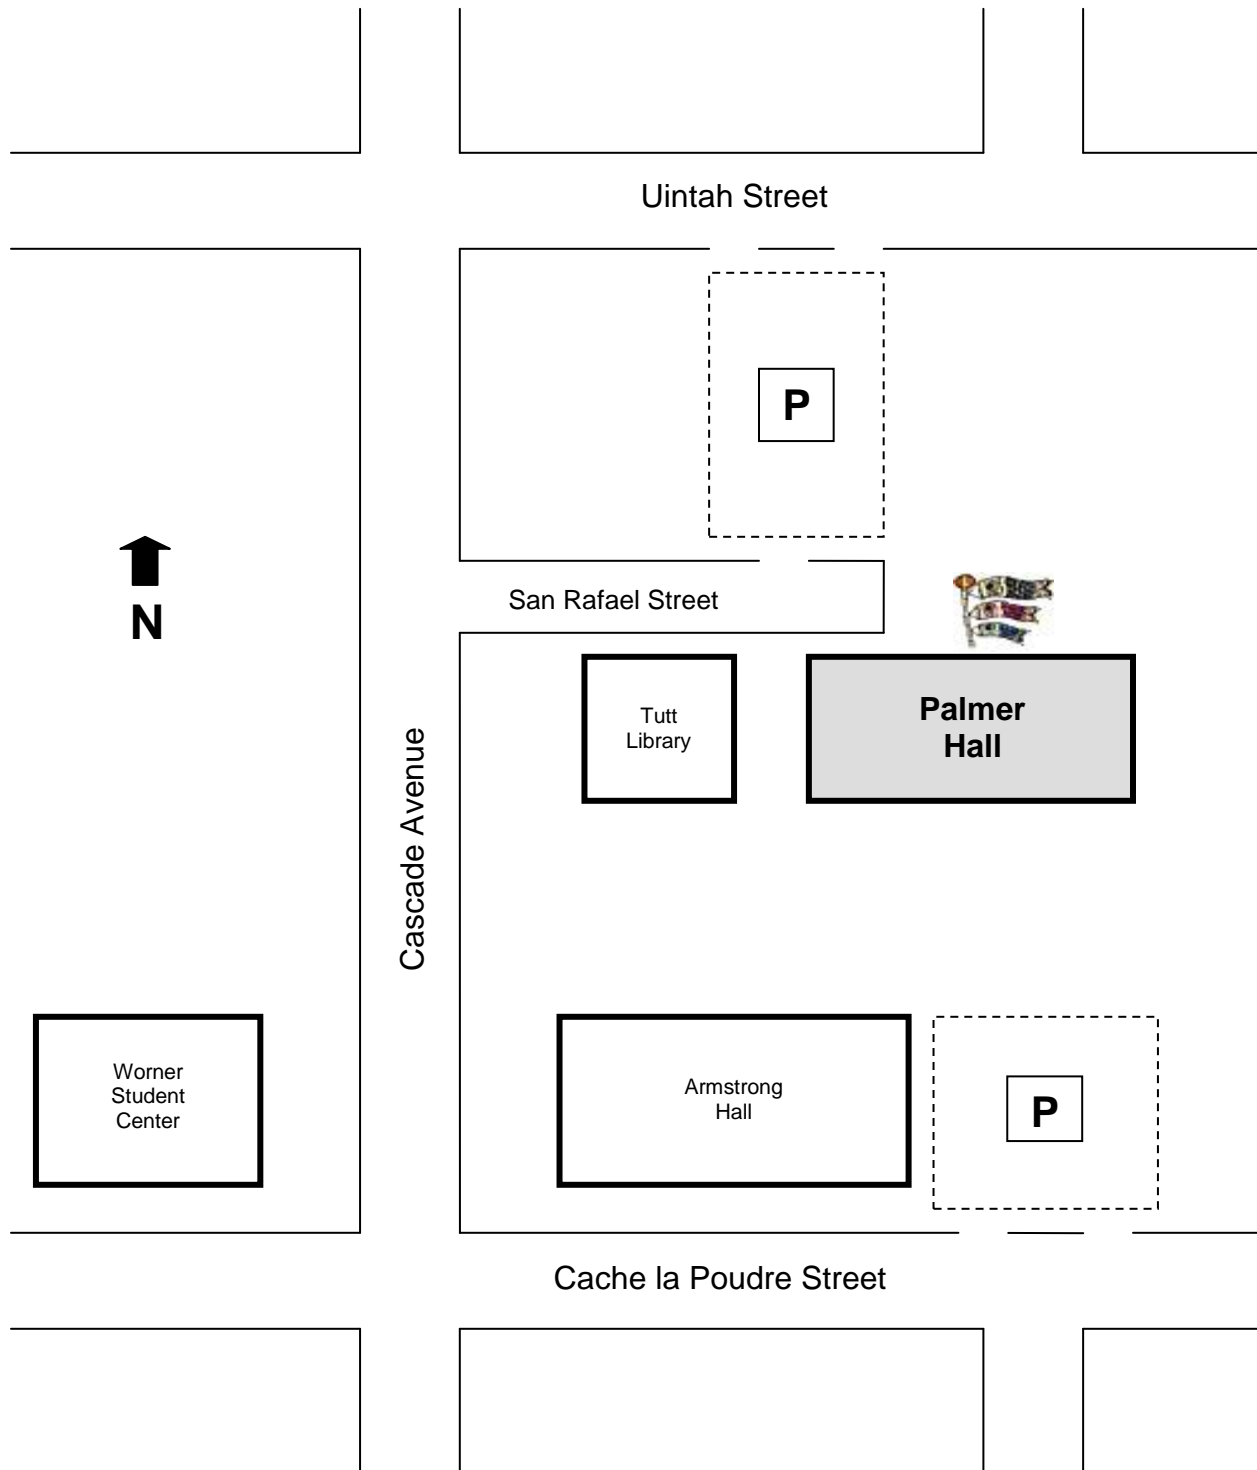 Uintah Street
P
N
San Rafael Street
Tutt
Library
Palmer
Hall
Cascade Avenue
Worner
Student
Center
Armstrong
Hall
P
Cache la Poudre Street